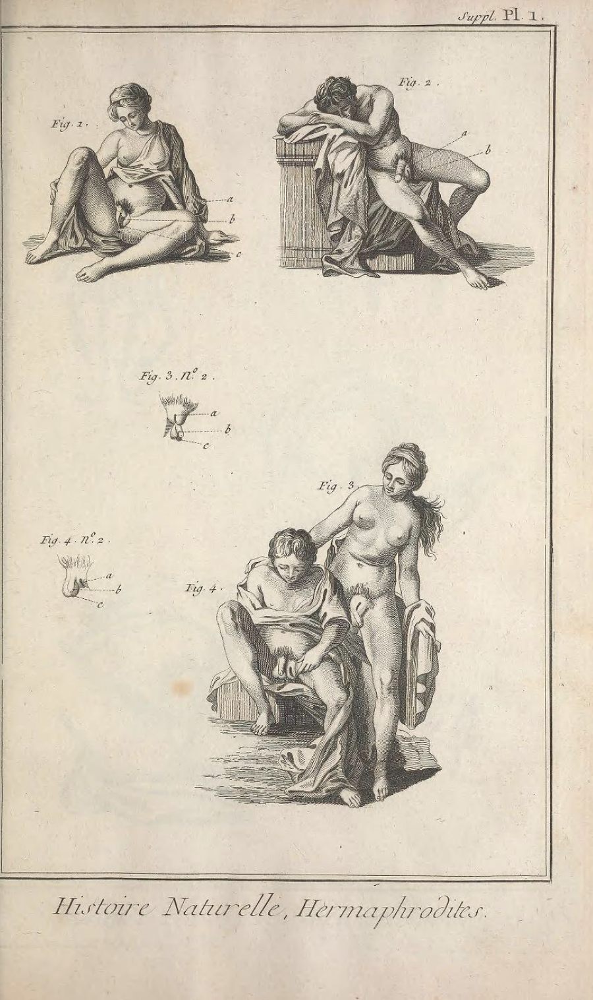 Suppl. Pl. 1.
Fig. 1.
Fig. 2.
a
b
a
b
c
Fig. 3. n.º 2.
a
b
c
Fig. 3.
Fig. 4. n.º 2.
a
b
c
Fig. 4.
Histoire Naturelle, Hermaphrodites.